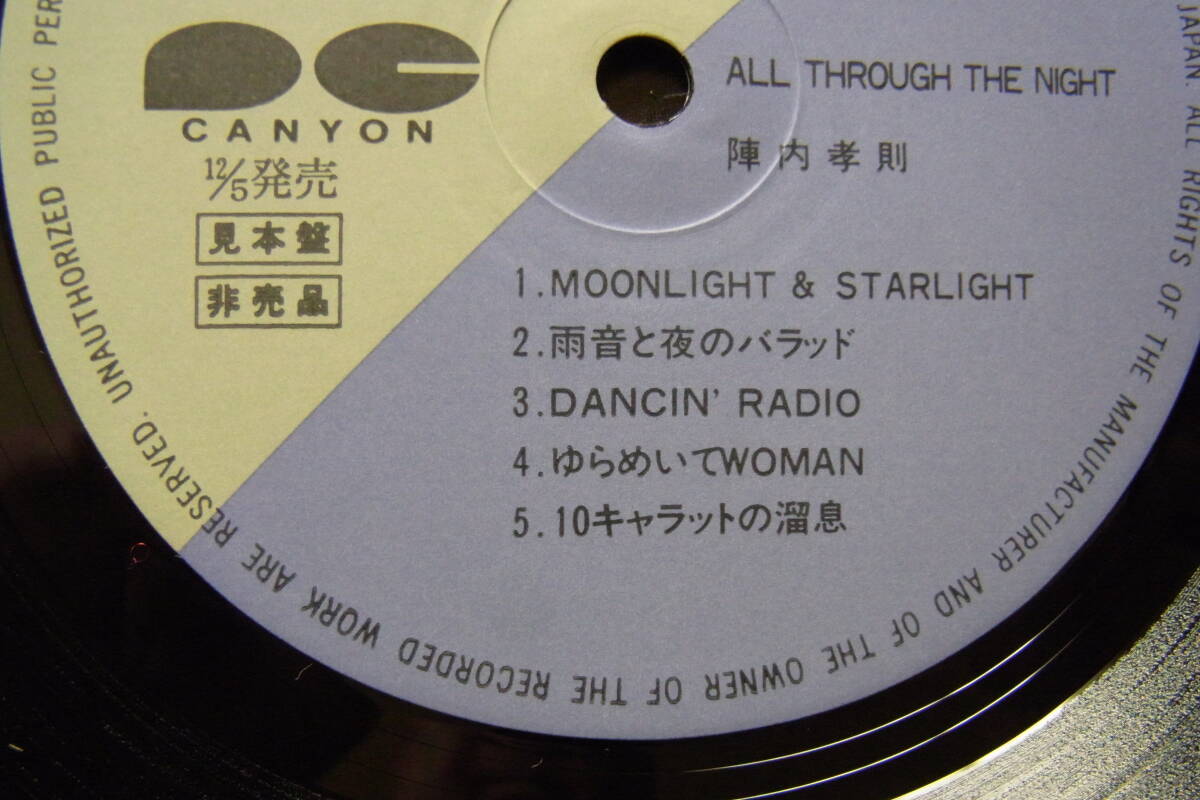 CANYON
12/5発売
見本盤
非売品
ALL THROUGH THE NIGHT
陣内孝則
1.MOONLIGHT & STARLIGHT
2.雨音と夜のバラッド
3.DANCIN' RADIO
4.ゆらめいてWOMAN
5.10キャラットの溜息
JAPAN. ALL RIGHTS OF THE MANUFACTURER AND OF THE OWNER OF THE RECORDED WORK ARE RESERVED. UNAUTHORIZED PUBLIC